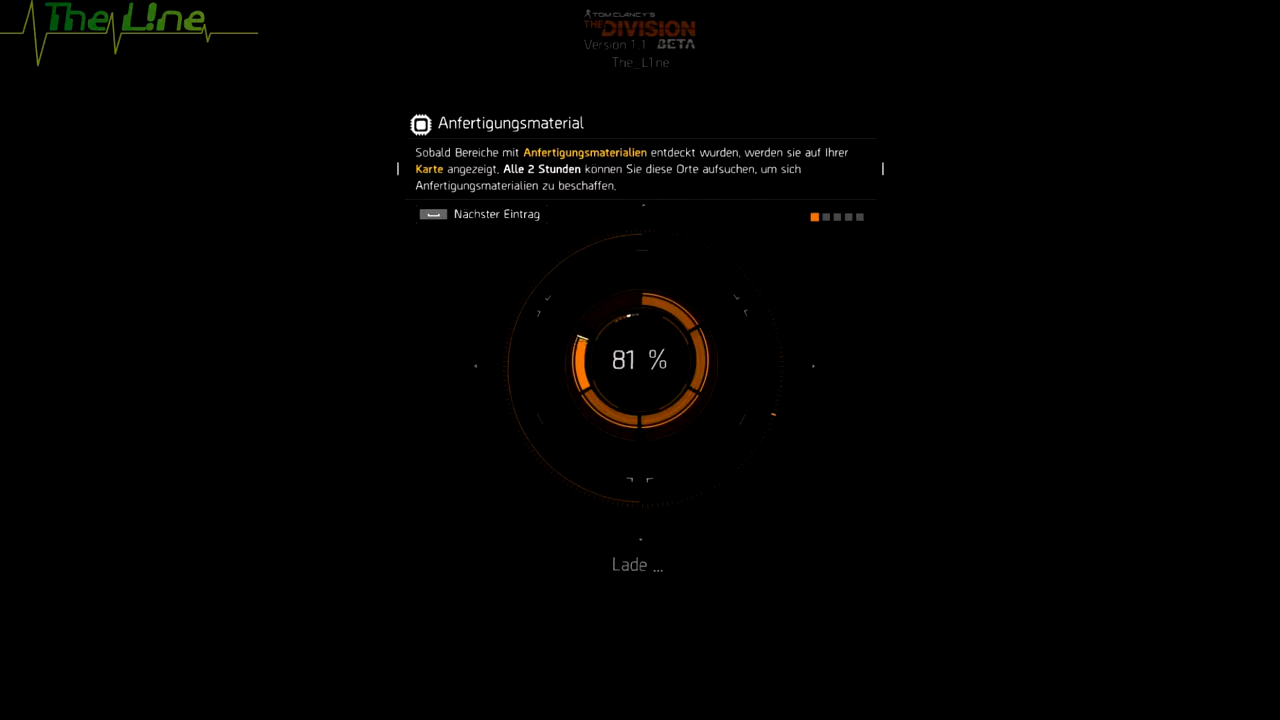 The L!ne
TOM CLANCY'S
THE DIVISION
Version 1.1 BETA
The_L1ne
Anfertigungsmaterial
Sobald Bereiche mit Anfertigungsmaterialien entdeckt wurden, werden sie auf Ihrer
Karte angezeigt. Alle 2 Stunden können Sie diese Orte aufsuchen, um sich
Anfertigungsmaterialien zu beschaffen.
Nächster Eintrag
81 %
Lade ...